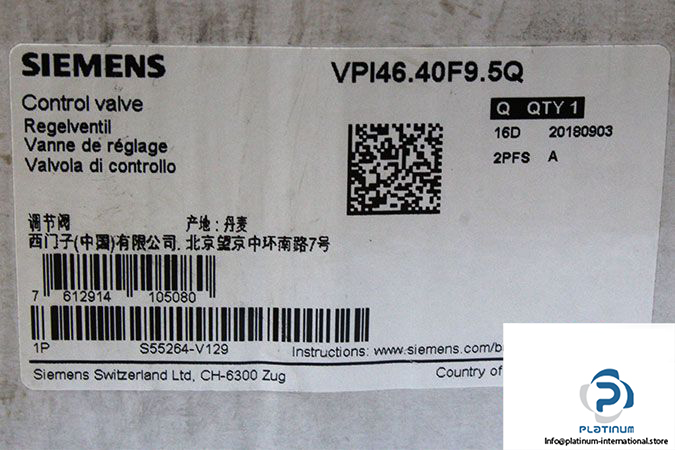 SIEMENS
VPI46.40F9.5Q
Control valve
Regelventil
Vanne de réglage
Valvola di controllo
Q QTY 1
16D 20180903
2PFS A
调节阀 产地: 丹麦
西门子(中国)有限公司. 北京望京中环南路7号
7 612914 105080
1P S55264-V129 Instructions: www.siemens.com/b
Siemens Switzerland Ltd, CH-6300 Zug Country of
PLATINUM
Info@platinum-international.store